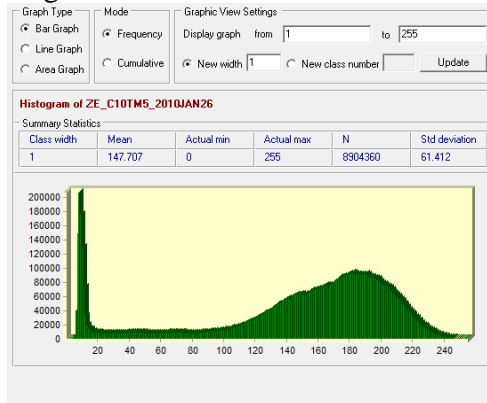 Graph Type
Mode
Graphic View Settings
Bar Graph
Frequency
Display graph from 1 to 255
Line Graph
Cumulative
New width 1 New class number Update
Area Graph
Histogram of ZE_C10TM5_2010JAN26
Summary Statistics
Class width Mean Actual min Actual max N Std deviation
1 147.707 0 255 8904360 61.412
200000
180000
160000
140000
120000
100000
80000
60000
40000
20000
0
20 40 60 80 100 120 140 160 180 200 220 240